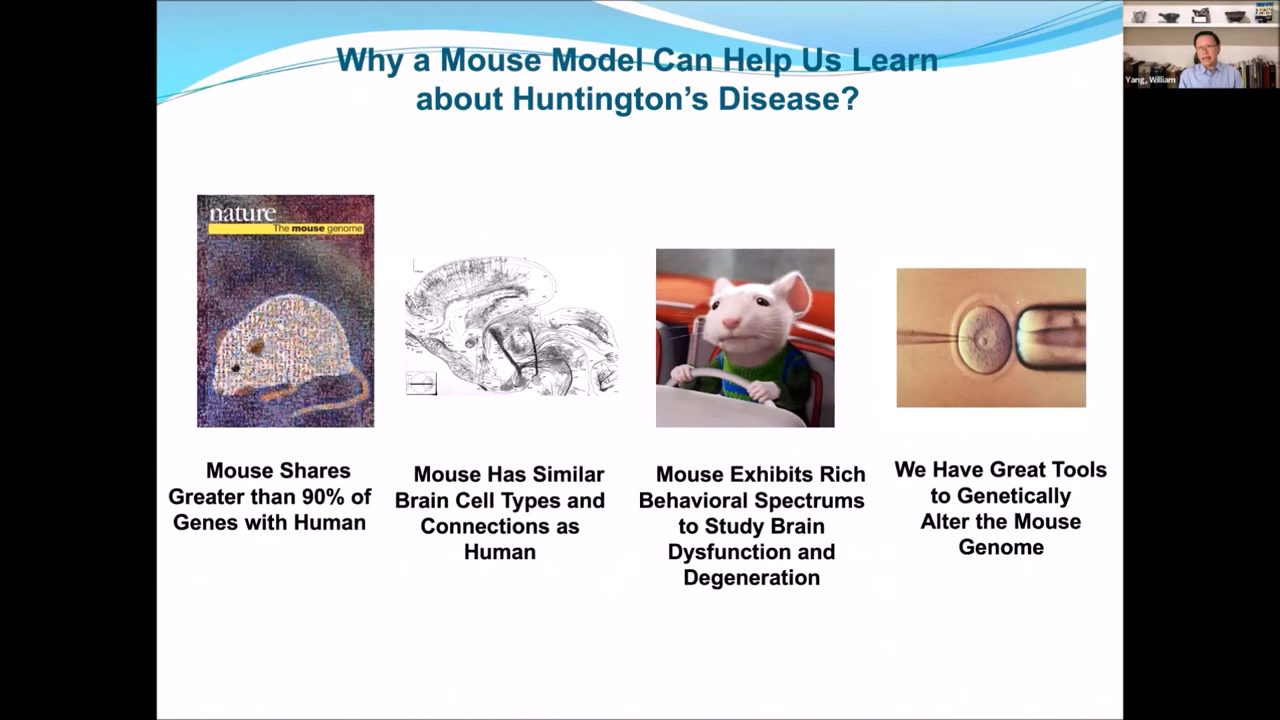 Why a Mouse Model Can Help Us Learn
about Huntington’s Disease?
Yang, William
nature
The mouse genome
Mouse Shares
Greater than 90% of
Genes with Human
Mouse Has Similar
Brain Cell Types and
Connections as
Human
Mouse Exhibits Rich
Behavioral Spectrums
to Study Brain
Dysfunction and
Degeneration
We Have Great Tools
to Genetically
Alter the Mouse
Genome